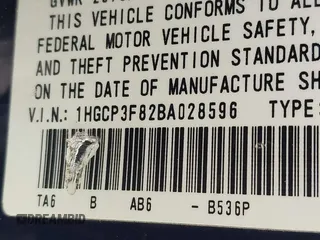 THIS VEHICLE CONFORMS TO ALL
FEDERAL MOTOR VEHICLE SAFETY,
AND THEFT PREVENTION STANDARD
ON THE DATE OF MANUFACTURE SH
V.I.N.: 1HGCP3F82BA028596 TYPE:
TA6 B AB6 - B536P
DREAMBID